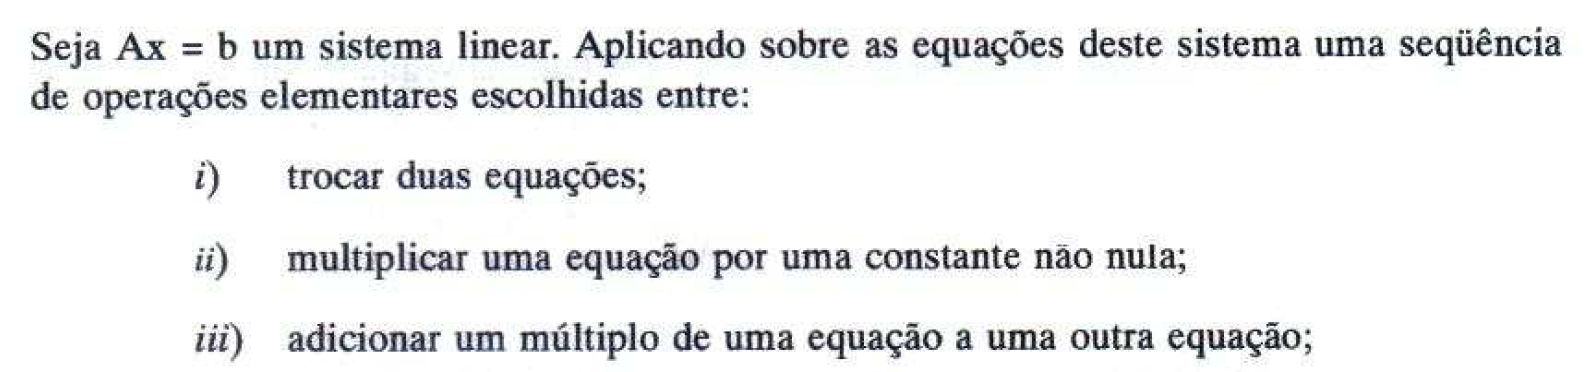 Seja Ax = b um sistema linear. Aplicando sobre as equações deste sistema uma seqüência
de operações elementares escolhidas entre:
i) trocar duas equações;
ii) multiplicar uma equação por uma constante não nula;
iii) adicionar um múltiplo de uma equação a uma outra equação;